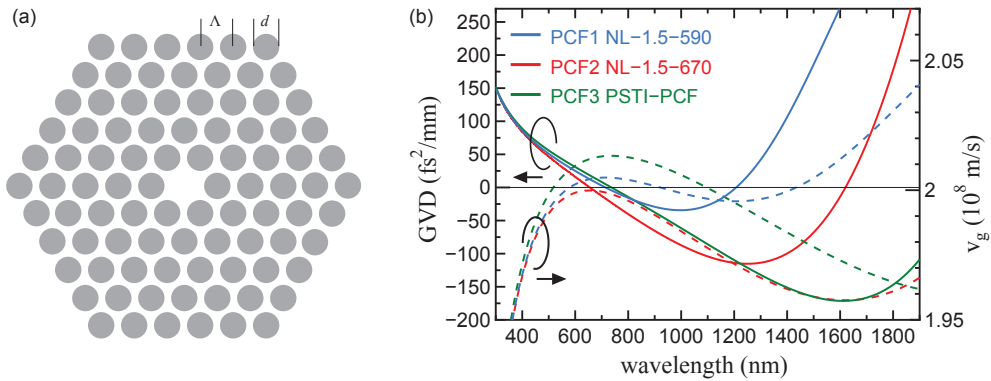 (a)
Λ
d
(b)
250
200
150
100
50
0
−50
−100
−150
−200
GVD (fs²/mm)
PCF1 NL−1.5−590
PCF2 NL−1.5−670
PCF3 PSTI−PCF
2.05
2
1.95
v_g (10⁸ m/s)
400 600 800 1000 1200 1400 1600 1800
wavelength (nm)